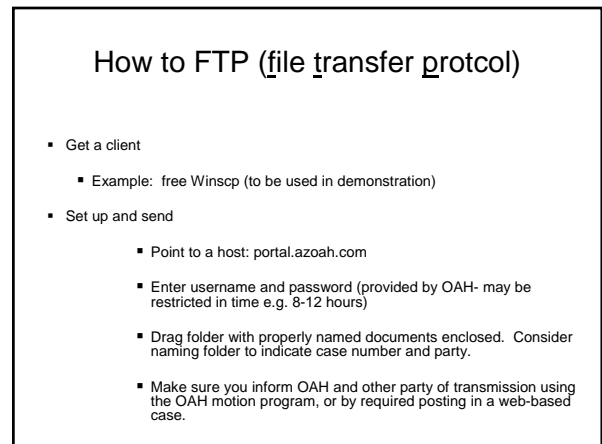 How to FTP (file transfer protcol)
▪ Get a client
▪ Example: free Winscp (to be used in demonstration)
▪ Set up and send
▪ Point to a host: portal.azoah.com
▪ Enter username and password (provided by OAH- may be
restricted in time e.g. 8-12 hours)
▪ Drag folder with properly named documents enclosed. Consider
naming folder to indicate case number and party.
▪ Make sure you inform OAH and other party of transmission using
the OAH motion program, or by required posting in a web-based
case.